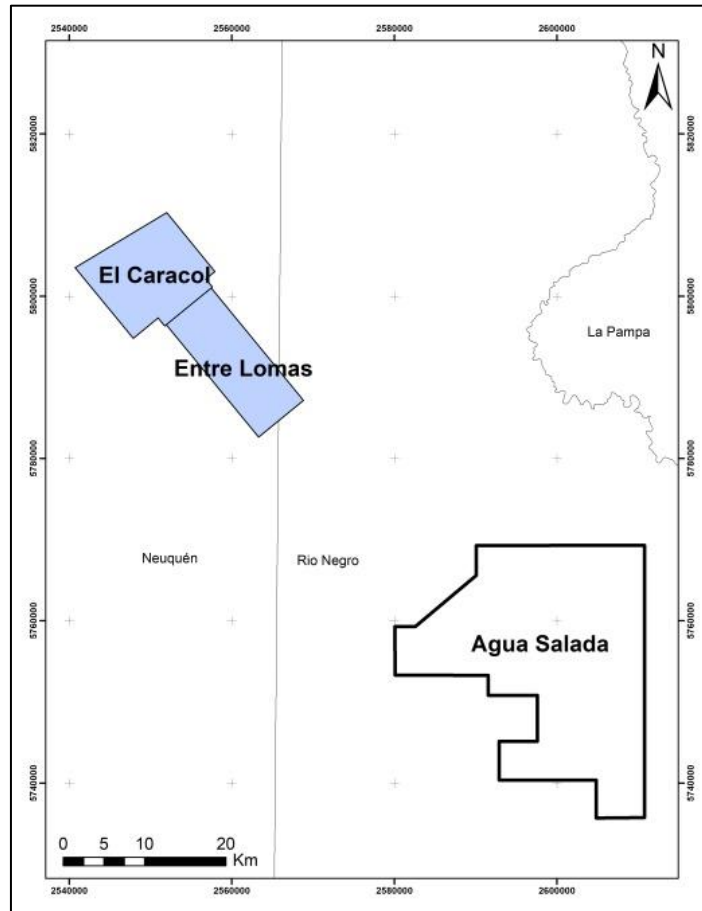 2540000 2560000 2580000 2600000
N
5820000 5820000
El Caracol
5800000 5800000
La Pampa
Entre Lomas
5780000 5780000
Neuquén Rio Negro
5760000 5760000
Agua Salada
5740000 5740000
0 5 10 20
Km
2540000 2560000 2580000 2600000